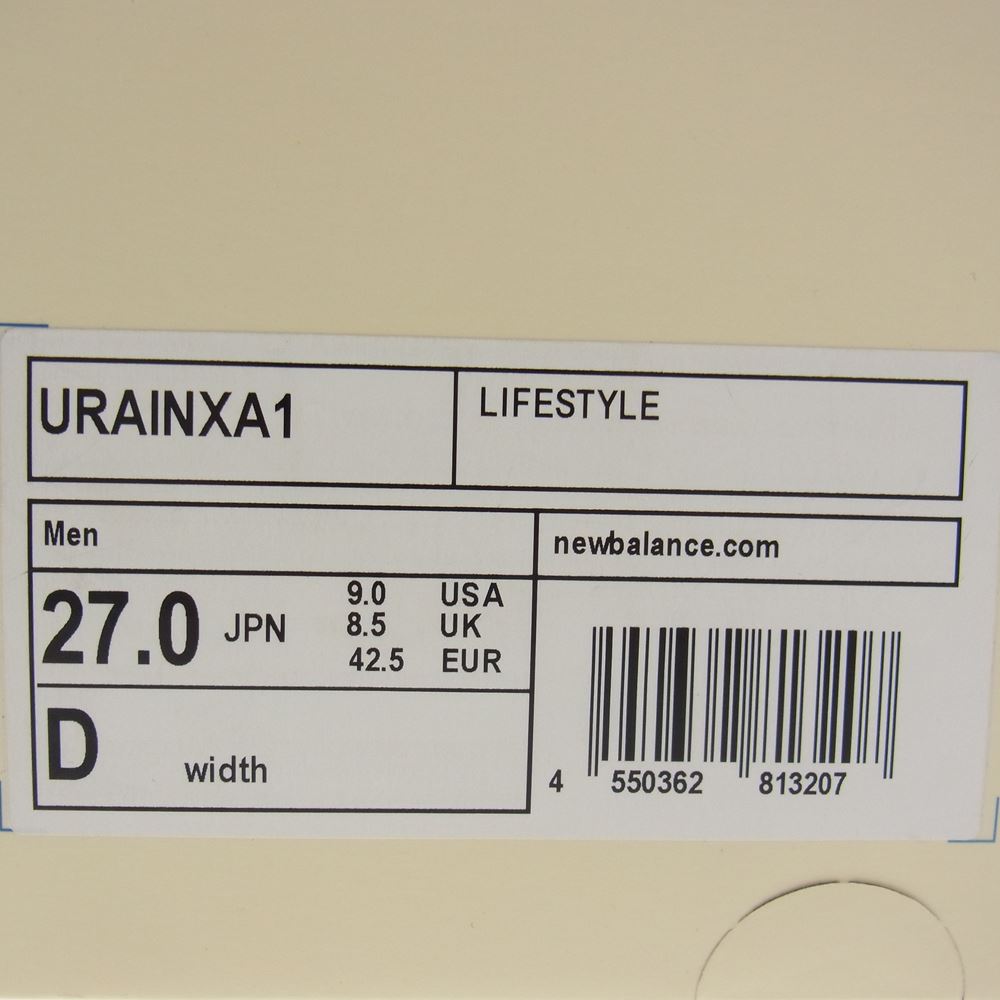 URAINXA1
LIFESTYLE
Men
newbalance.com
27.0 JPN
9.0 USA
8.5 UK
42.5 EUR
D width
4 550362 813207